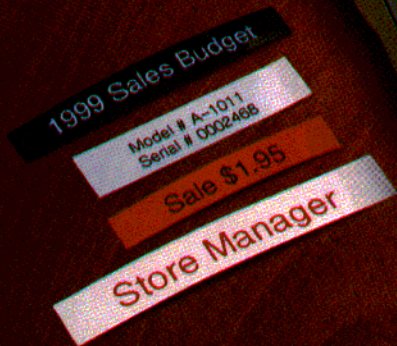 1999 Sales Budget
Model # A-1011
Serial # 0002468
Sale $1.95
Store Manager